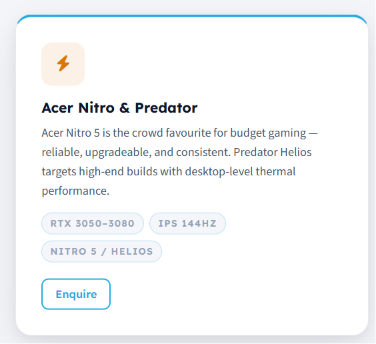 Acer Nitro & Predator
Acer Nitro 5 is the crowd favourite for budget gaming —
reliable, upgradeable, and consistent. Predator Helios
targets high-end builds with desktop-level thermal
performance.
RTX 3050–3080 IPS 144HZ
NITRO 5 / HELIOS
Enquire